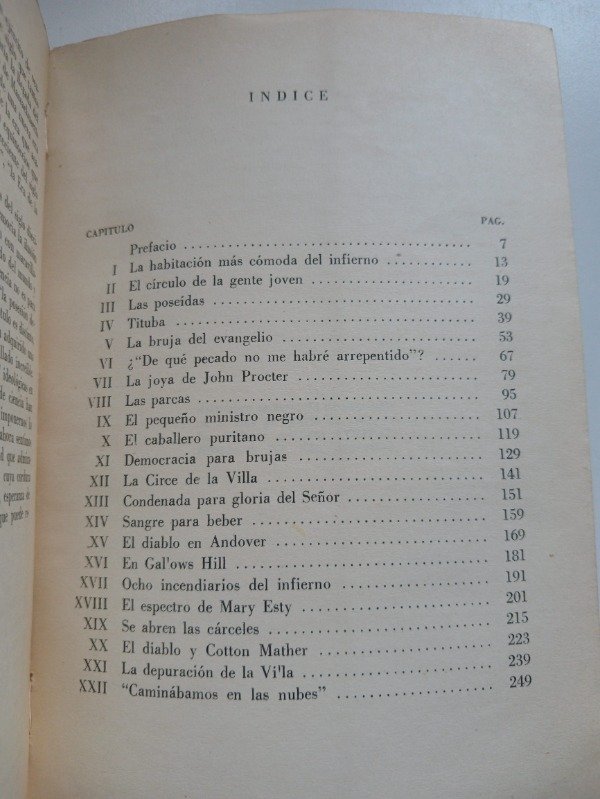 INDICE
CAPITULO PAG.
Prefacio 7
I La habitación más cómoda del infierno 13
II El círculo de la gente joven 19
III Las poseídas 29
IV Tituba 39
V La bruja del evangelio 53
VI ¿"De qué pecado no me habré arrepentido"? 67
VII La joya de John Procter 79
VIII Las parcas 95
IX El pequeño ministro negro 107
X El caballero puritano 119
XI Democracia para brujas 129
XII La Circe de la Villa 141
XIII Condenada para gloria del Señor 151
XIV Sangre para beber 159
XV El diablo en Andover 169
XVI En Gal'ows Hill 181
XVII Ocho incendiarios del infierno 191
XVIII El espectro de Mary Esty 201
XIX Se abren las cárceles 215
XX El diablo y Cotton Mather 223
XXI La depuración de la Vi'la 239
XXII "Caminábamos en las nubes" 249